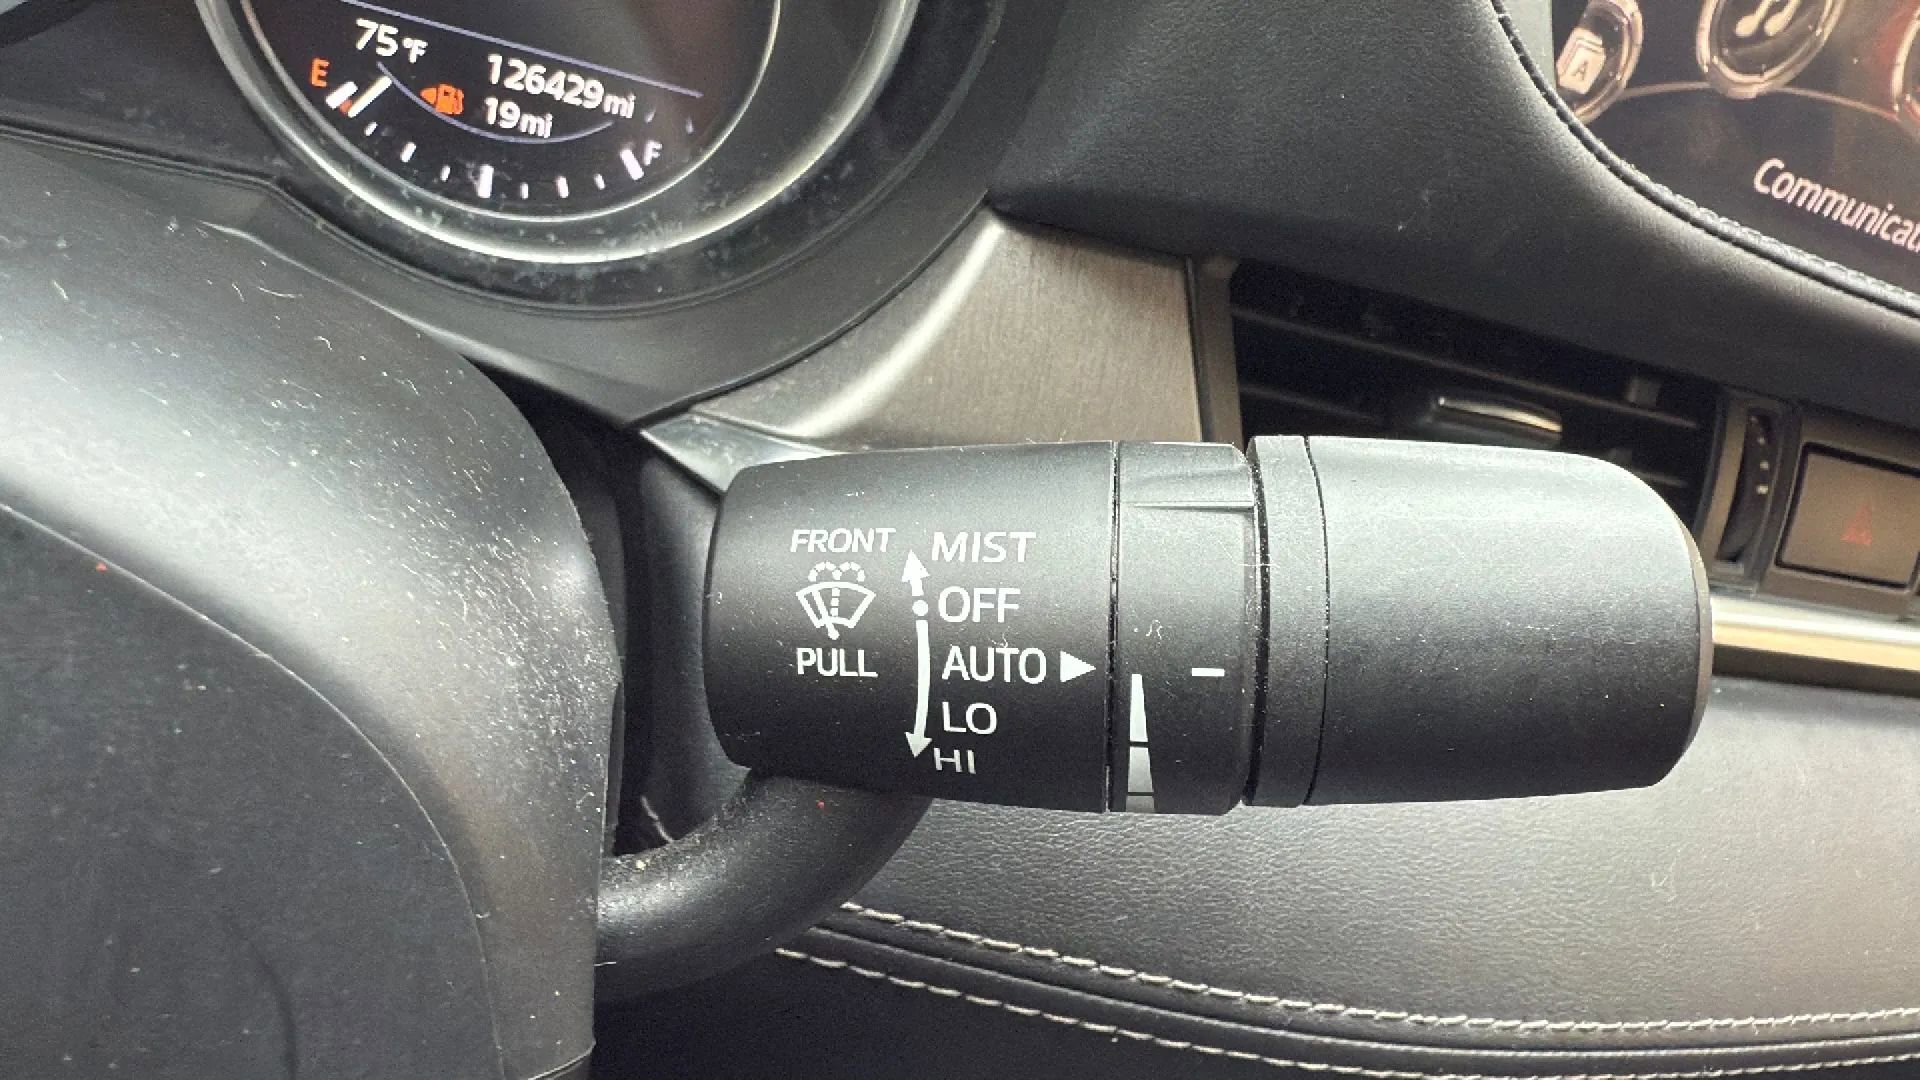 75°F
126429mi
E
19mi
F
A
Communicat
FRONT
PULL
MIST
OFF
AUTO
LO
HI